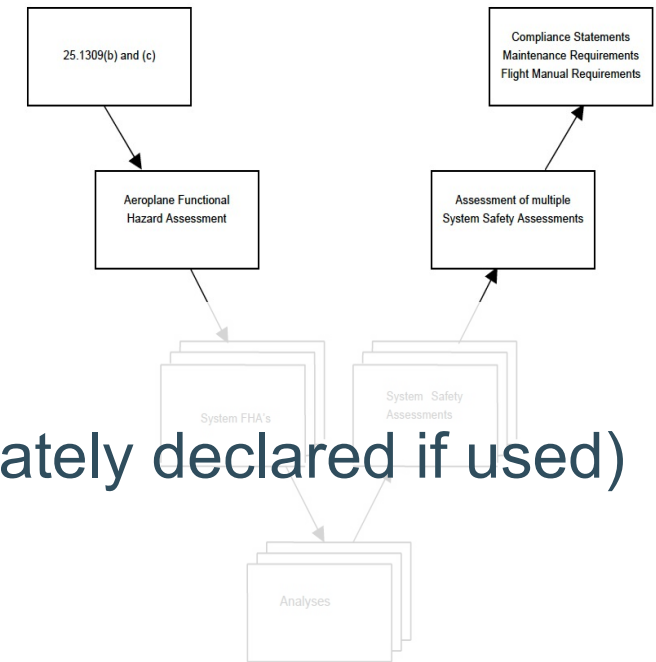 25.1309(b) and (c)
Compliance Statements
Maintenance Requirements
Flight Manual Requirements
Aeroplane Functional
Hazard Assessment
Assessment of multiple
System Safety Assessments
System FHA's
System Safety
Assessments
ately declared if used)
Analyses